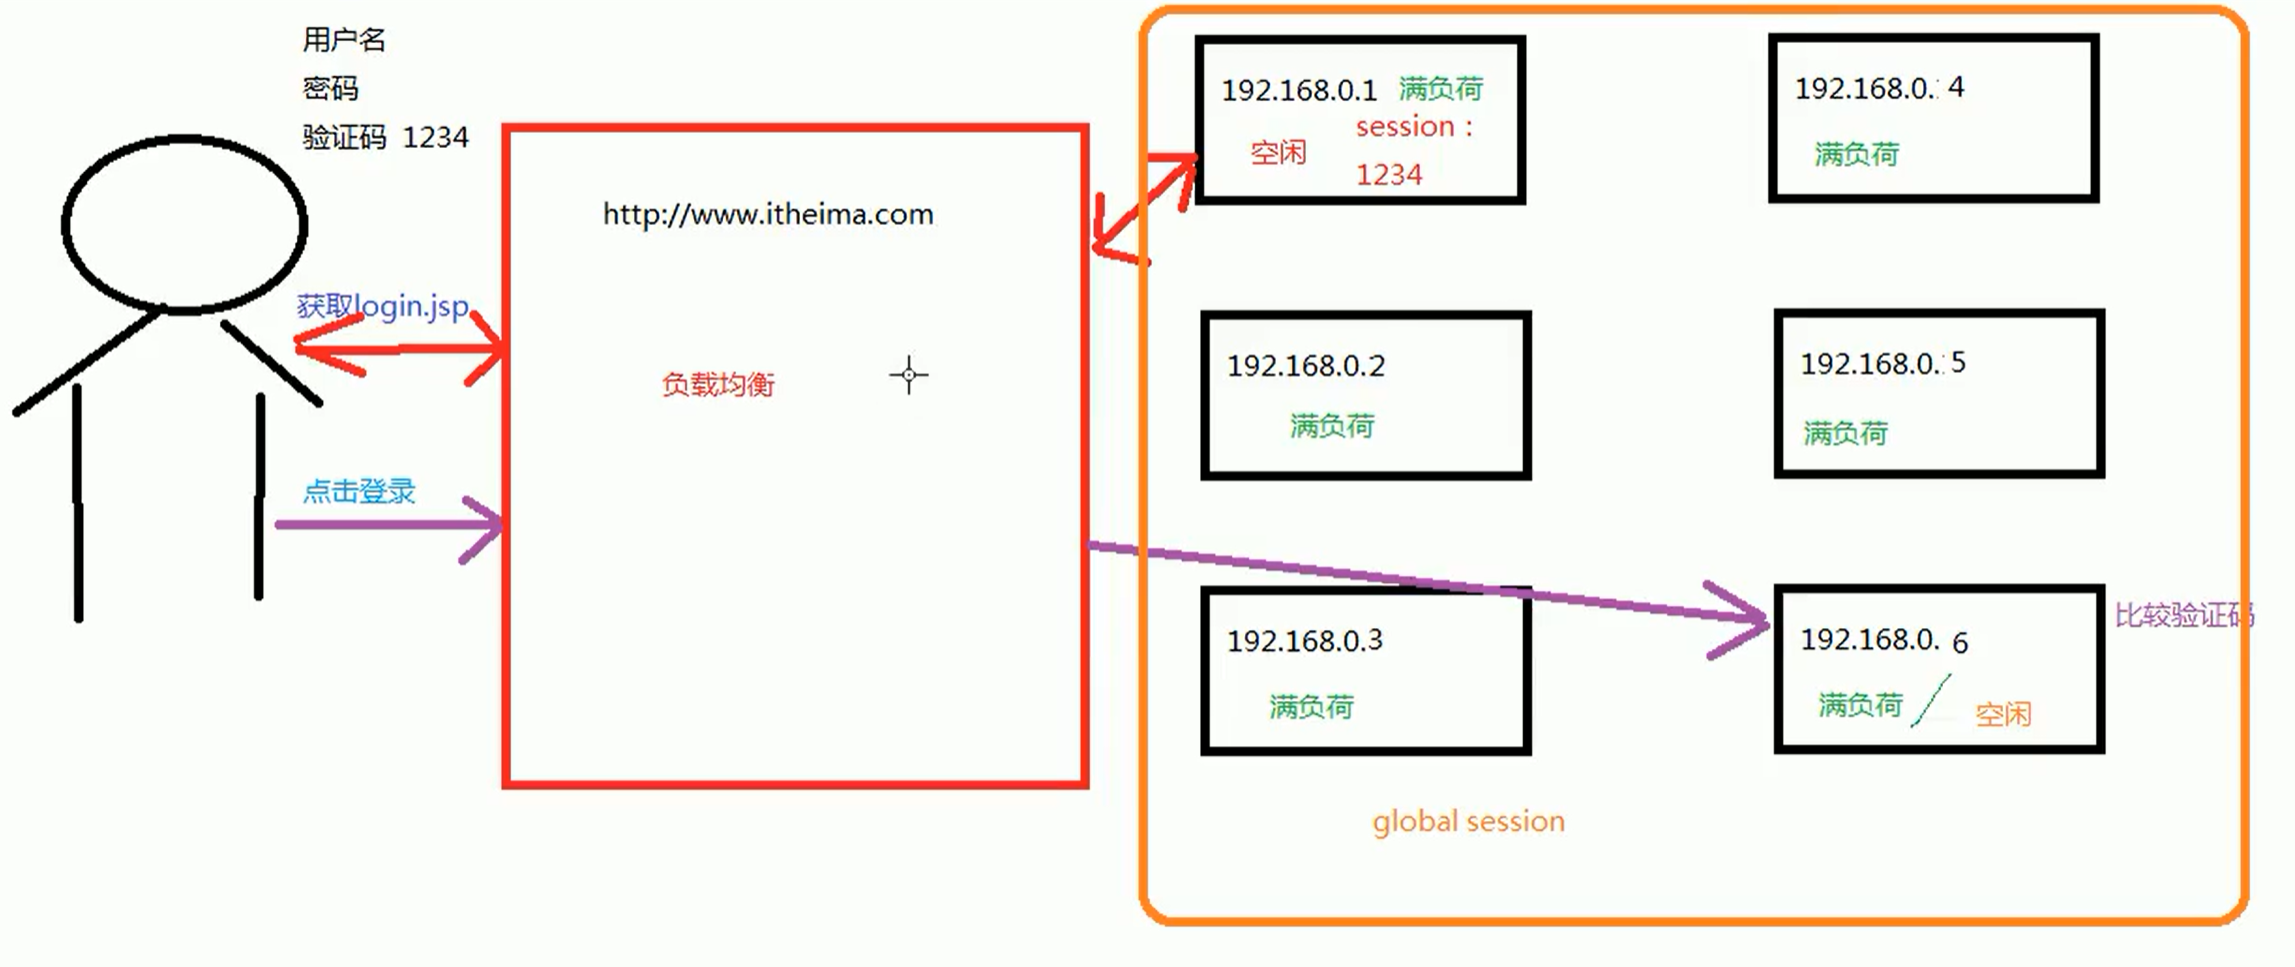 用户名
密码
验证码 1234
获取login.jsp
点击登录
http://www.itheima.com
负载均衡
192.168.0.1 满负荷
空闲 session：
1234
192.168.0.2
满负荷
192.168.0.3
满负荷
192.168.0. 4
满负荷
192.168.0. 5
满负荷
192.168.0. 6
满负荷 空闲
比较验证码
global session